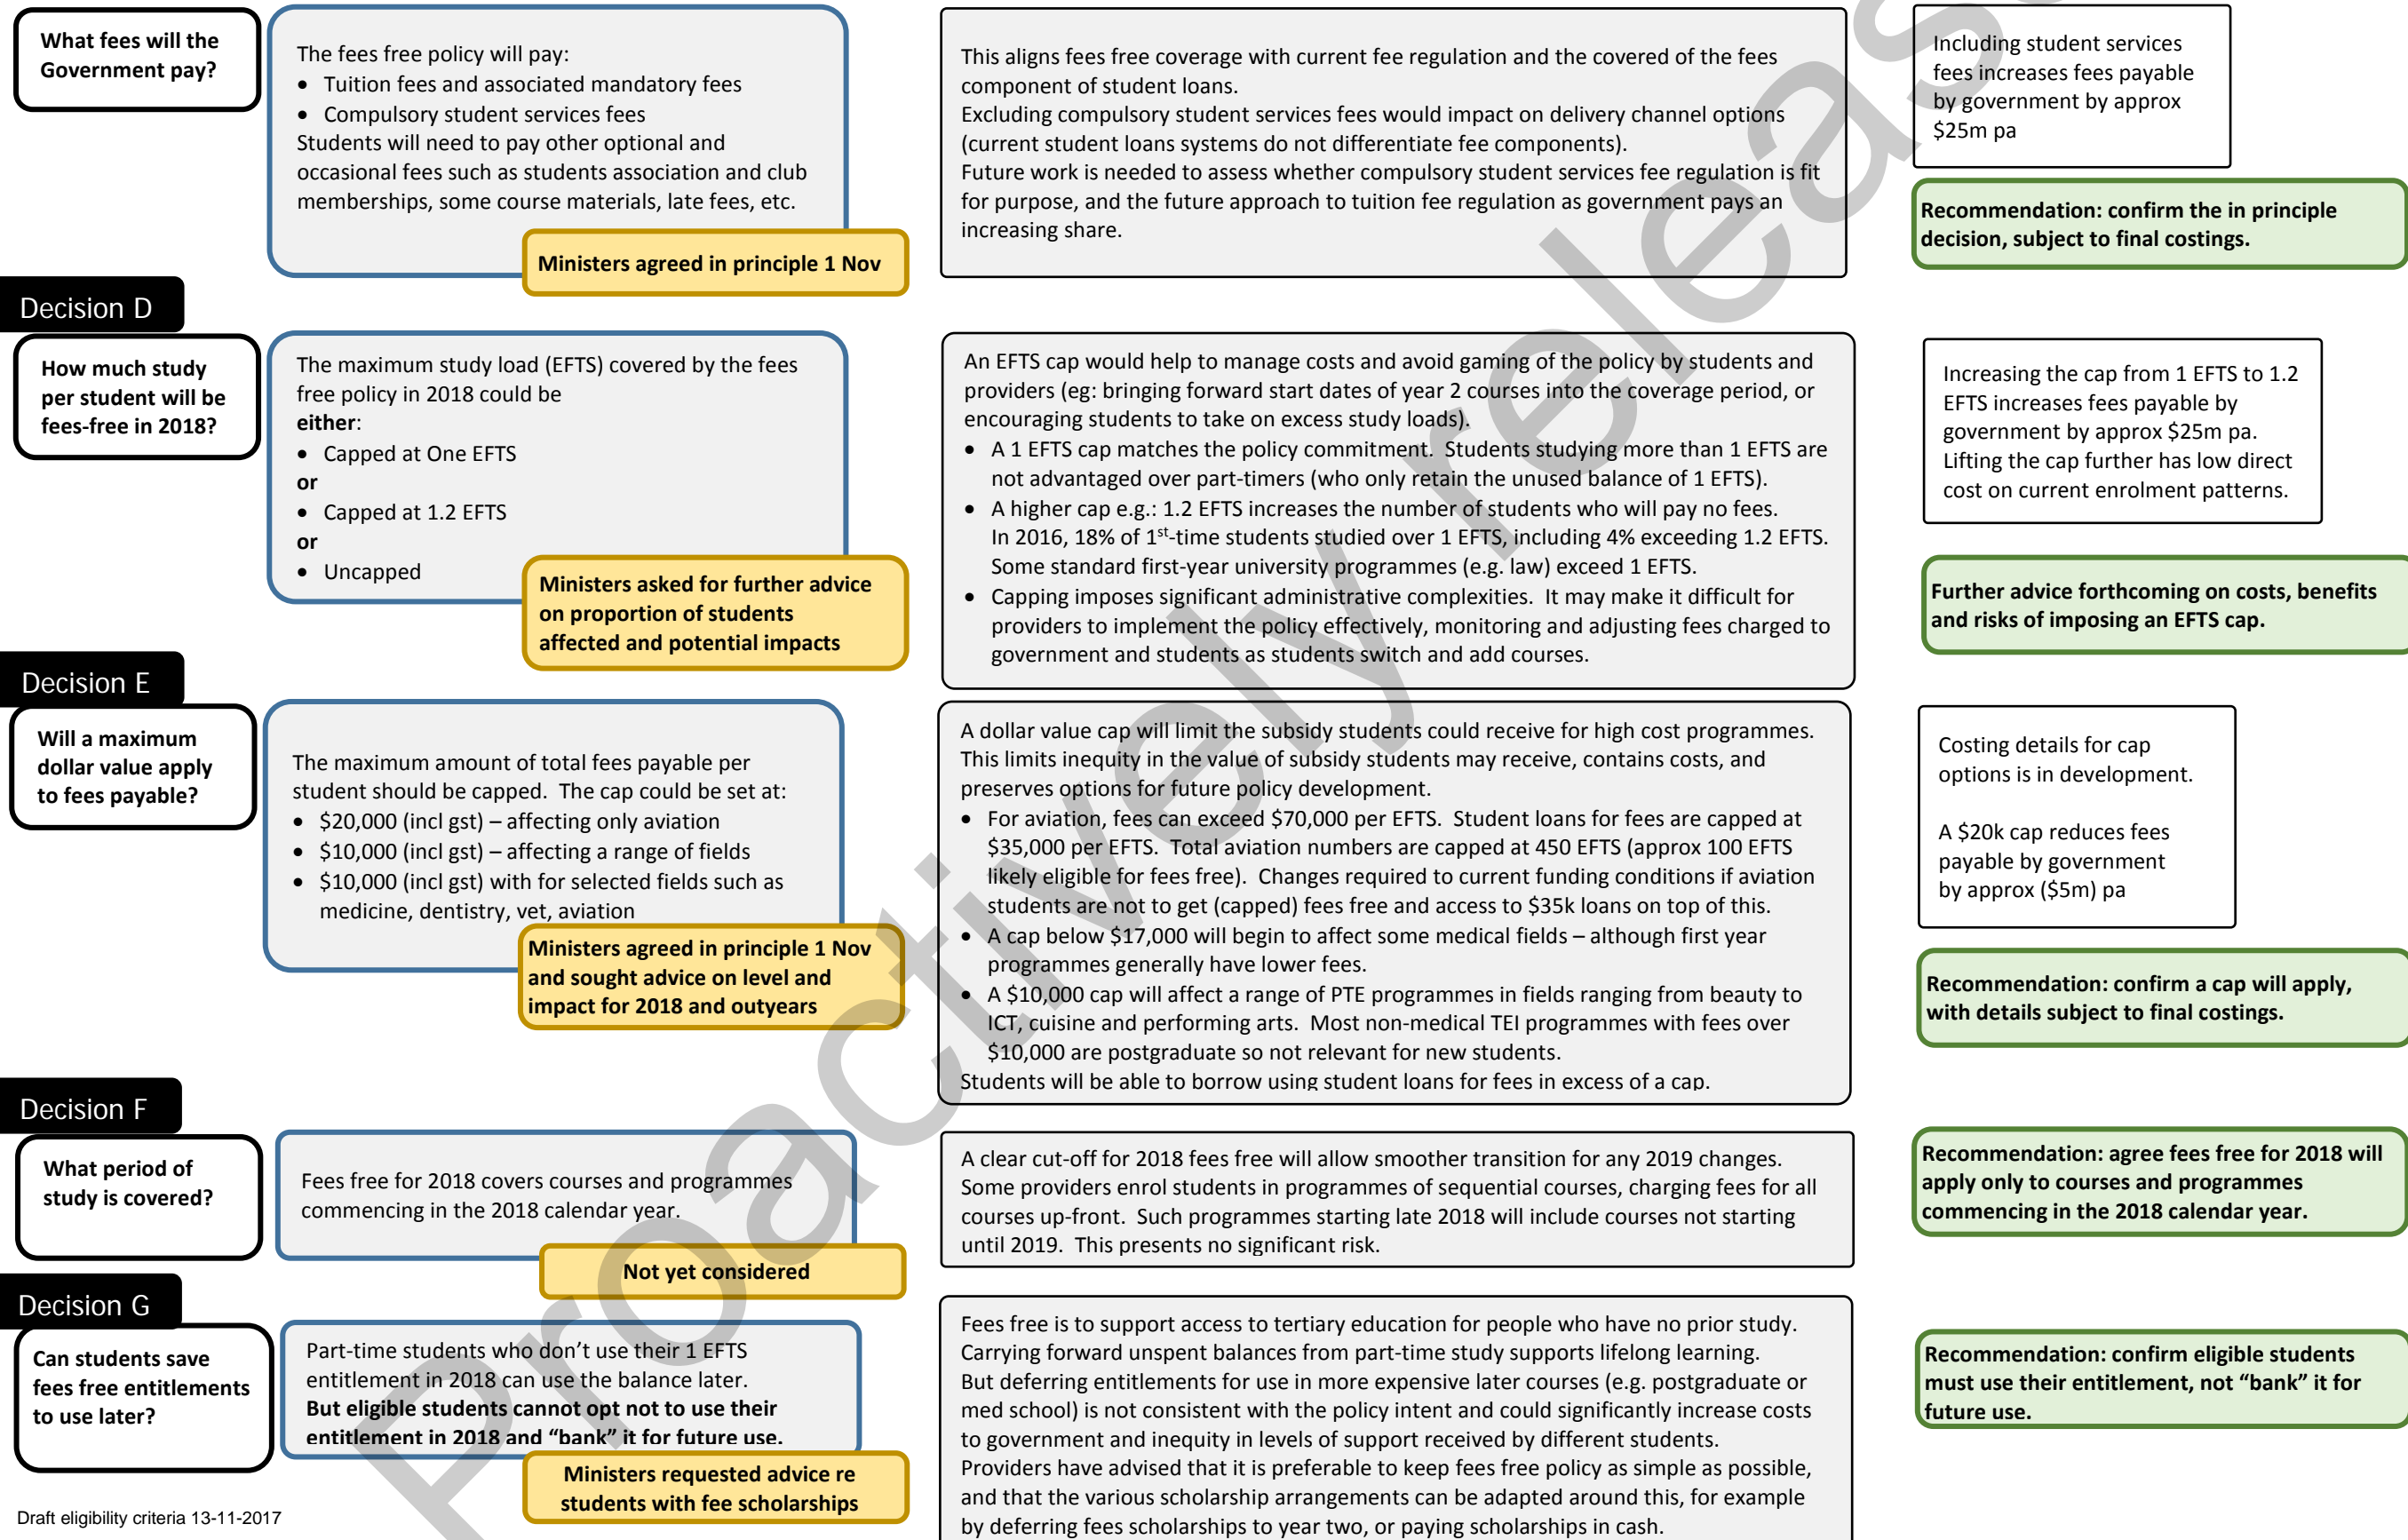 What fees will the
Government pay?
The fees free policy will pay:
• Tuition fees and associated mandatory fees
• Compulsory student services fees
Students will need to pay other optional and
occasional fees such as students association and club
memberships, some course materials, late fees, etc.
Ministers agreed in principle 1 Nov
This aligns fees free coverage with current fee regulation and the covered of the fees
component of student loans.
Excluding compulsory student services fees would impact on delivery channel options
(current student loans systems do not differentiate fee components).
Future work is needed to assess whether compulsory student services fee regulation is fit
for purpose, and the future approach to tuition fee regulation as government pays an
increasing share.
Including student services
fees increases fees payable
by government by approx
$25m pa
Recommendation: confirm the in principle
decision, subject to final costings.
Decision D
How much study
per student will be
fees-free in 2018?
The maximum study load (EFTS) covered by the fees
free policy in 2018 could be
either:
• Capped at One EFTS
or
• Capped at 1.2 EFTS
or
• Uncapped
Ministers asked for further advice
on proportion of students
affected and potential impacts
An EFTS cap would help to manage costs and avoid gaming of the policy by students and
providers (eg: bringing forward start dates of year 2 courses into the coverage period, or
encouraging students to take on excess study loads).
• A 1 EFTS cap matches the policy commitment. Students studying more than 1 EFTS are
not advantaged over part-timers (who only retain the unused balance of 1 EFTS).
• A higher cap e.g.: 1.2 EFTS increases the number of students who will pay no fees.
In 2016, 18% of 1st-time students studied over 1 EFTS, including 4% exceeding 1.2 EFTS.
Some standard first-year university programmes (e.g. law) exceed 1 EFTS.
• Capping imposes significant administrative complexities. It may make it difficult for
providers to implement the policy effectively, monitoring and adjusting fees charged to
government and students as students switch and add courses.
Increasing the cap from 1 EFTS to 1.2
EFTS increases fees payable by
government by approx $25m pa.
Lifting the cap further has low direct
cost on current enrolment patterns.
Further advice forthcoming on costs, benefits
and risks of imposing an EFTS cap.
Decision E
Will a maximum
dollar value apply
to fees payable?
The maximum amount of total fees payable per
student should be capped. The cap could be set at:
• $20,000 (incl gst) – affecting only aviation
• $10,000 (incl gst) – affecting a range of fields
• $10,000 (incl gst) with for selected fields such as
medicine, dentistry, vet, aviation
Ministers agreed in principle 1 Nov
and sought advice on level and
impact for 2018 and outyears
A dollar value cap will limit the subsidy students could receive for high cost programmes.
This limits inequity in the value of subsidy students may receive, contains costs, and
preserves options for future policy development.
• For aviation, fees can exceed $70,000 per EFTS. Student loans for fees are capped at
$35,000 per EFTS. Total aviation numbers are capped at 450 EFTS (approx 100 EFTS
likely eligible for fees free). Changes required to current funding conditions if aviation
students are not to get (capped) fees free and access to $35k loans on top of this.
• A cap below $17,000 will begin to affect some medical fields – although first year
programmes generally have lower fees.
• A $10,000 cap will affect a range of PTE programmes in fields ranging from beauty to
ICT, cuisine and performing arts. Most non-medical TEI programmes with fees over
$10,000 are postgraduate so not relevant for new students.
Students will be able to borrow using student loans for fees in excess of a cap.
Costing details for cap
options is in development.
A $20k cap reduces fees
payable by government
by approx ($5m) pa
Recommendation: confirm a cap will apply,
with details subject to final costings.
Decision F
What period of
study is covered?
Fees free for 2018 covers courses and programmes
commencing in the 2018 calendar year.
Not yet considered
A clear cut-off for 2018 fees free will allow smoother transition for any 2019 changes.
Some providers enrol students in programmes of sequential courses, charging fees for all
courses up-front. Such programmes starting late 2018 will include courses not starting
until 2019. This presents no significant risk.
Recommendation: agree fees free for 2018 will
apply only to courses and programmes
commencing in the 2018 calendar year.
Decision G
Can students save
fees free entitlements
to use later?
Part-time students who don't use their 1 EFTS
entitlement in 2018 can use the balance later.
But eligible students cannot opt not to use their
entitlement in 2018 and "bank" it for future use.
Ministers requested advice re
students with fee scholarships
Fees free is to support access to tertiary education for people who have no prior study.
Carrying forward unspent balances from part-time study supports lifelong learning.
But deferring entitlements for use in more expensive later courses (e.g. postgraduate or
med school) is not consistent with the policy intent and could significantly increase costs
to government and inequity in levels of support received by different students.
Providers have advised that it is preferable to keep fees free policy as simple as possible,
and that the various scholarship arrangements can be adapted around this, for example
by deferring fees scholarships to year two, or paying scholarships in cash.
Recommendation: confirm eligible students
must use their entitlement, not "bank" it for
future use.
Draft eligibility criteria 13-11-2017
Proactively releas